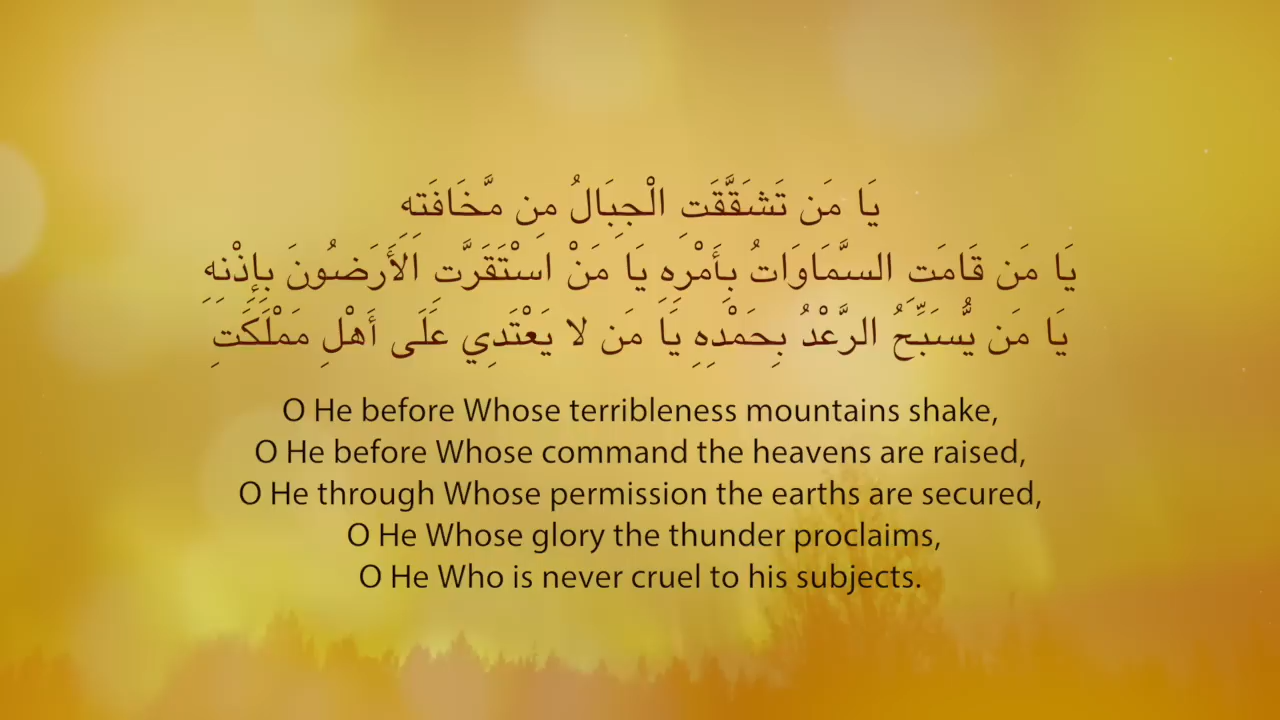 يَا مَن تَشَقَّقَتِ الْجِبَالُ مِن مَّخَافَتِهِ
يَا مَن قَامَتِ السَّمَاوَاتُ بِأَمْرِهِ يَا مَنْ اسْتَقَرَّت الَأَرَضُونَ بِإِذْنِهِ
يَا مَن يُّسَبِّحُ الرَّعْدُ بِحَمْدِهِ يَا مَن لا يَعْتَدِي عَلَى أَهْلِ مَمْلَكَتِ
O He before Whose terribleness mountains shake,
O He before Whose command the heavens are raised,
O He through Whose permission the earths are secured,
O He Whose glory the thunder proclaims,
O He Who is never cruel to his subjects.